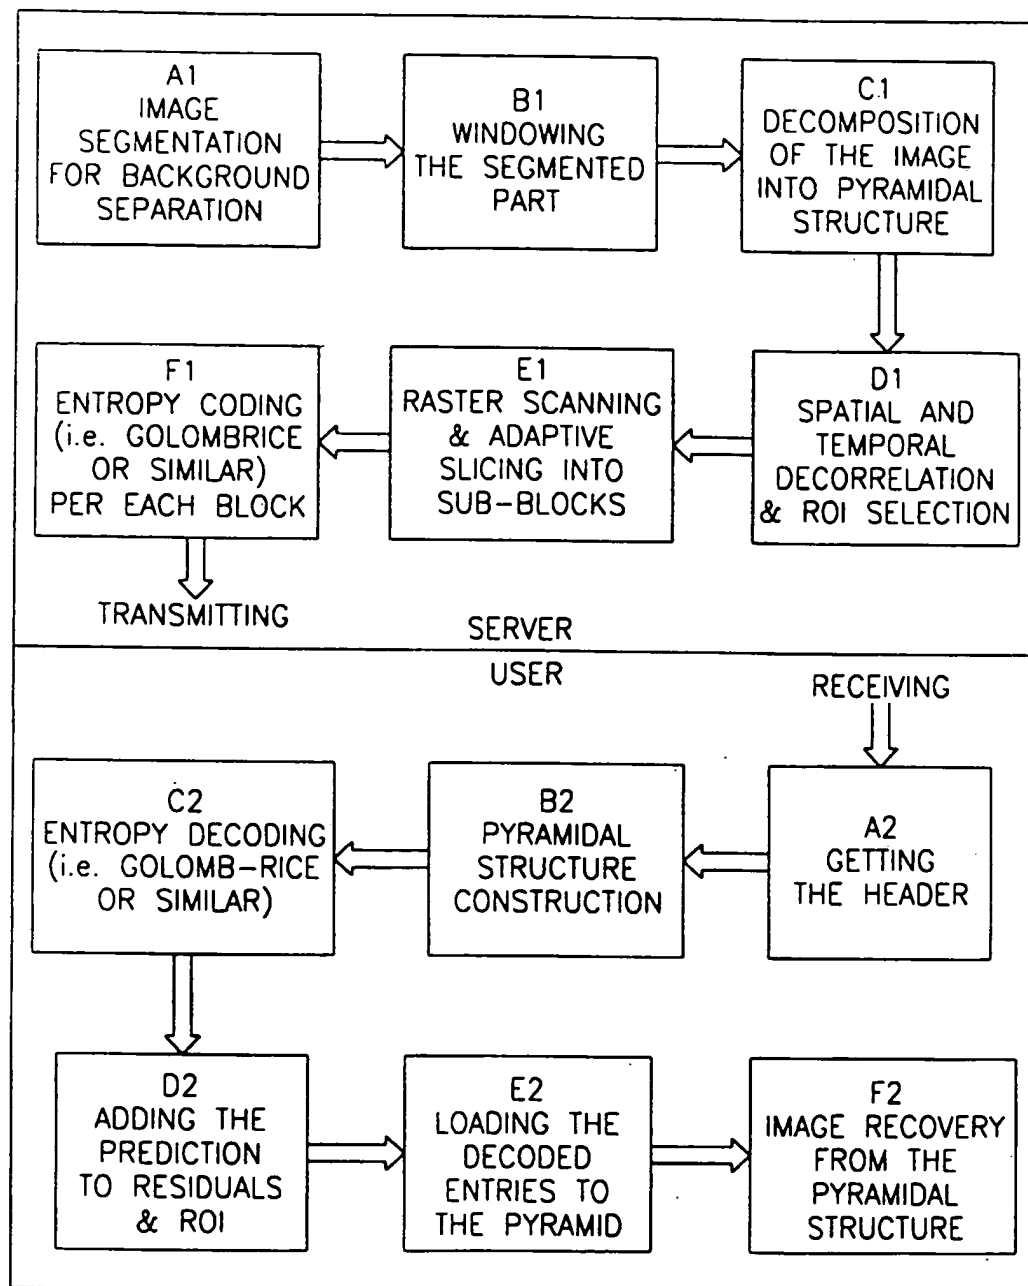 A1
IMAGE
SEGMENTATION
FOR BACKGROUND
SEPARATION
B1
WINDOWING
THE SEGMENTED
PART
C1
DECOMPOSITION
OF THE IMAGE
INTO PYRAMIDAL
STRUCTURE
D1
SPATIAL AND
TEMPORAL
DECORRELATION
& ROI SELECTION
E1
RASTER SCANNING
& ADAPTIVE
SLICING INTO
SUB-BLOCKS
F1
ENTROPY CODING
(i.e. GOLOMBRICE
OR SIMILAR)
PER EACH BLOCK
TRANSMITTING
SERVER
USER
RECEIVING
A2
GETTING
THE HEADER
B2
PYRAMIDAL
STRUCTURE
CONSTRUCTION
C2
ENTROPY DECODING
(i.e. GOLOMB-RICE
OR SIMILAR)
D2
ADDING THE
PREDICTION
TO RESIDUALS
& ROI
E2
LOADING THE
DECODED
ENTRIES TO
THE PYRAMID
F2
IMAGE RECOVERY
FROM THE
PYRAMIDAL
STRUCTURE